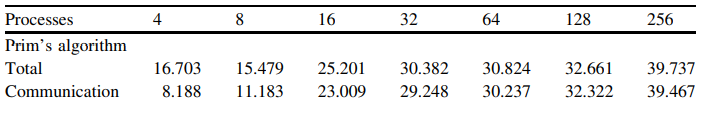 Processes 4 8 16 32 64 128 256
Prim's algorithm
Total 16.703 15.479 25.201 30.382 30.824 32.661 39.737
Communication 8.188 11.183 23.009 29.248 30.237 32.322 39.467